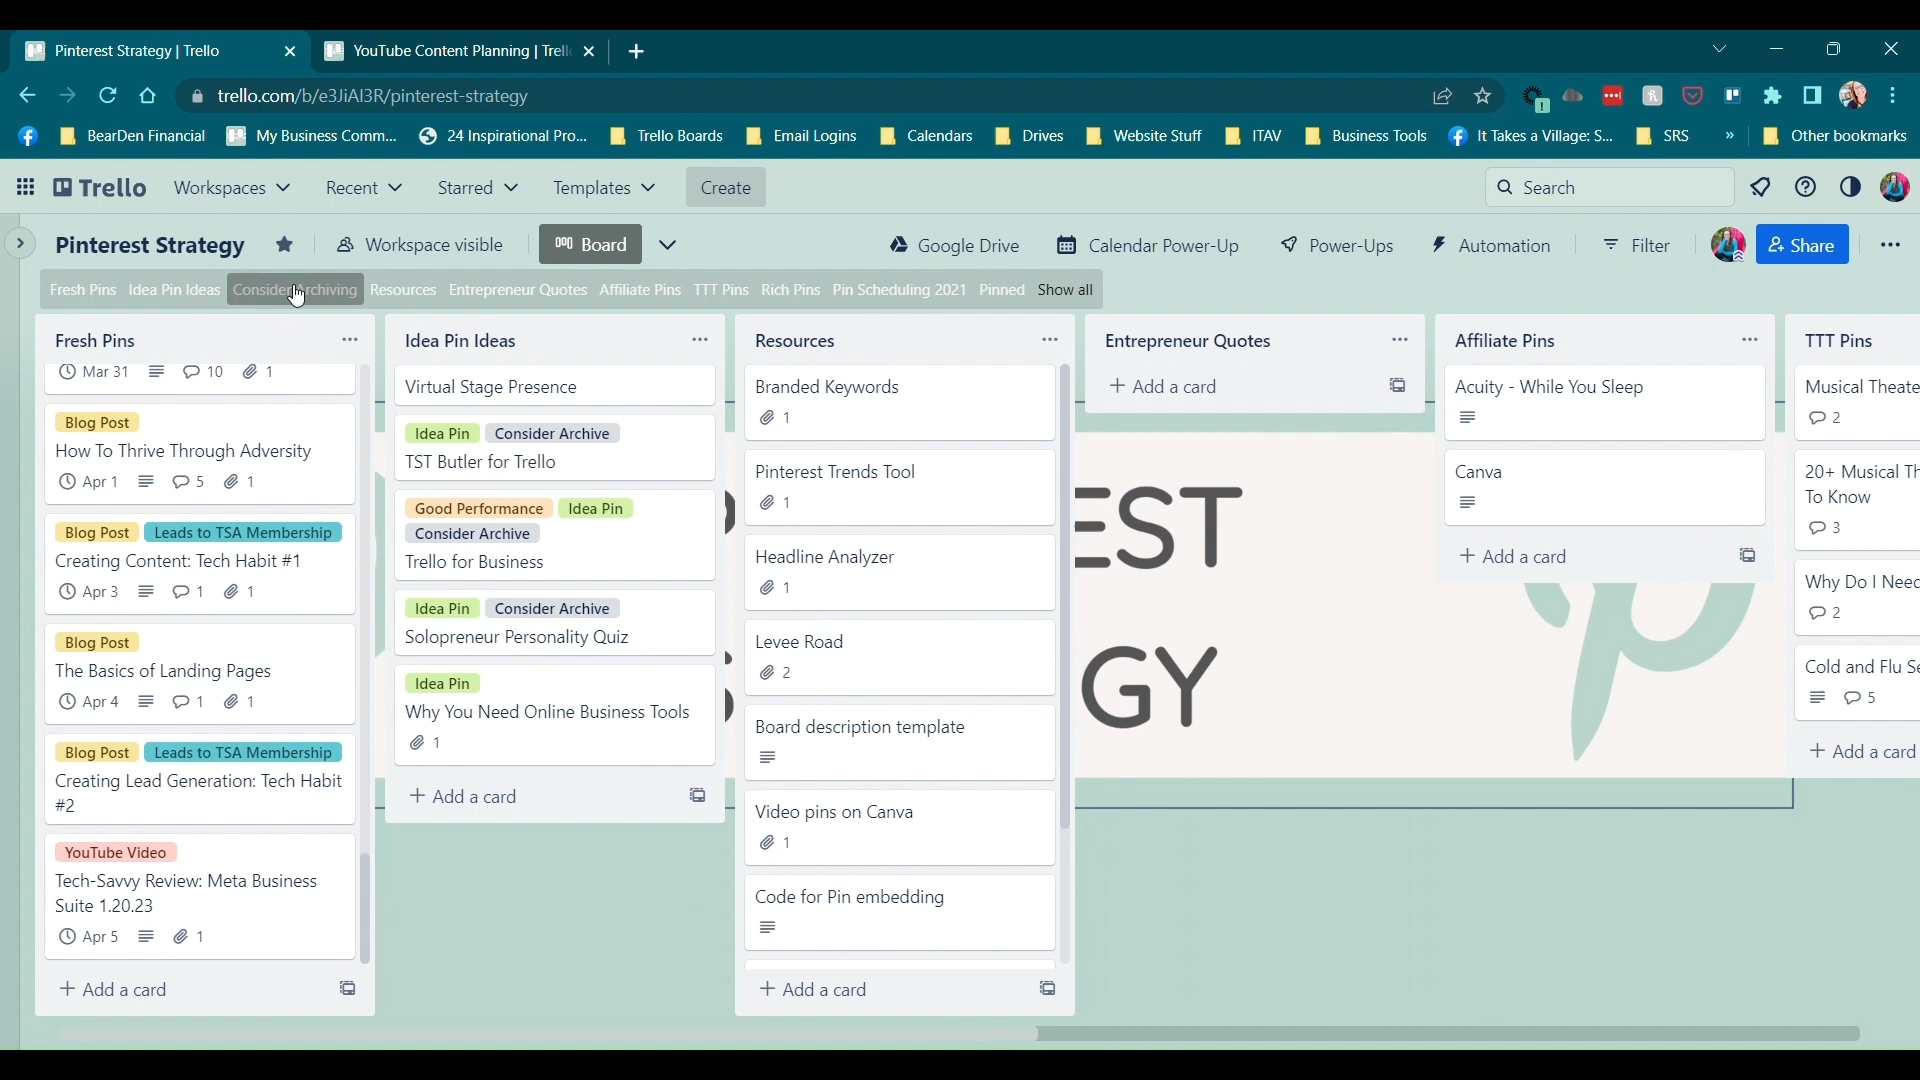 Pinterest Strategy | Trello
YouTube Content Planning | Trell
trello.com/b/e3JiAl3R/pinterest-strategy
BearDen Financial
My Business Comm...
24 Inspirational Pro...
Trello Boards
Email Logins
Calendars
Drives
Website Stuff
ITAV
Business Tools
It Takes a Village: S...
SRS
»
Other bookmarks
Trello
Workspaces
Recent
Starred
Templates
Create
Search
Pinterest Strategy
Workspace visible
Board
Google Drive
Calendar Power-Up
Power-Ups
Automation
Filter
Share
Fresh Pins
Idea Pin Ideas
Consider Archiving
Resources
Entrepreneur Quotes
Affiliate Pins
TTT Pins
Rich Pins
Pin Scheduling 2021
Pinned
Show all
Fresh Pins
Mar 31 10 1
Blog Post
How To Thrive Through Adversity
Apr 1 5 1
Blog Post Leads to TSA Membership
Creating Content: Tech Habit #1
Apr 3 1 1
Blog Post
The Basics of Landing Pages
Apr 4 1 1
Blog Post Leads to TSA Membership
Creating Lead Generation: Tech Habit
#2
YouTube Video
Tech-Savvy Review: Meta Business
Suite 1.20.23
Apr 5 1
+ Add a card
Idea Pin Ideas
Virtual Stage Presence
Idea Pin Consider Archive
TST Butler for Trello
Good Performance Idea Pin
Consider Archive
Trello for Business
Idea Pin Consider Archive
Solopreneur Personality Quiz
Idea Pin
Why You Need Online Business Tools
1
+ Add a card
Resources
Branded Keywords
1
Pinterest Trends Tool
1
Headline Analyzer
1
Levee Road
2
Board description template
Video pins on Canva
1
Code for Pin embedding
+ Add a card
Entrepreneur Quotes
+ Add a card
EST
GY
Affiliate Pins
Acuity - While You Sleep
Canva
+ Add a card
TTT Pins
Musical Theate
2
20+ Musical Th
To Know
3
Why Do I Need
2
Cold and Flu Se
5
+ Add a card